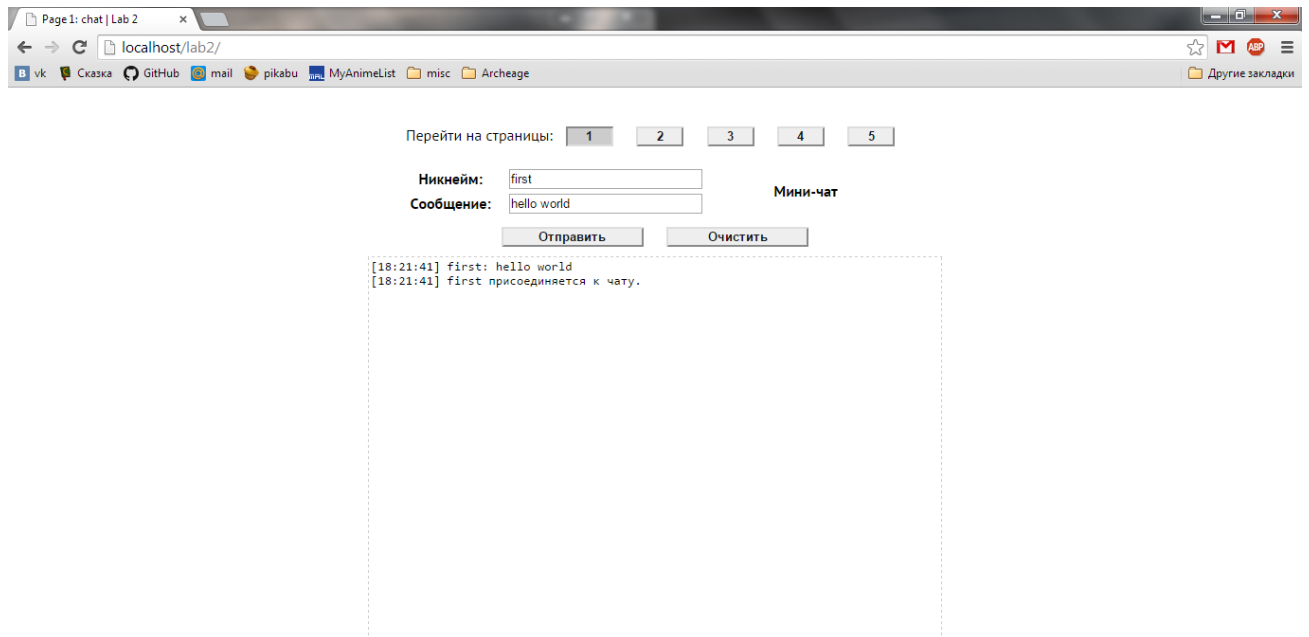 Page 1: chat | Lab 2
localhost/lab2/
ABP
B vk Сказка GitHub mail pikabu MAL MyAnimeList misc Archeage Другие закладки
Перейти на страницы: 1 2 3 4 5
Никнейм: first
Мини-чат
Сообщение: hello world
Отправить Очистить
[18:21:41] first: hello world
[18:21:41] first присоединяется к чату.